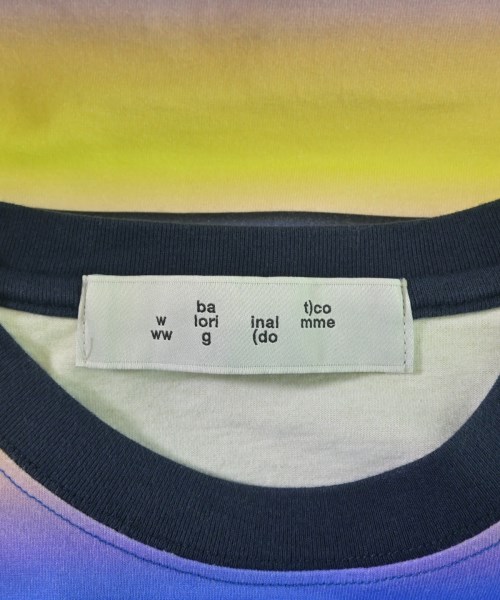 ba t)co
w lori inal mme
ww g (do